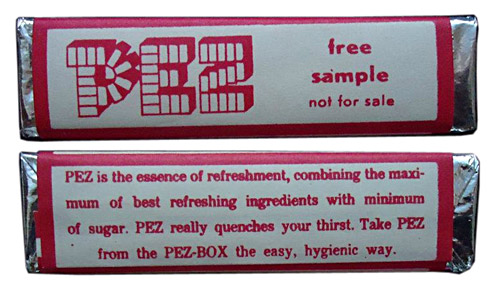 PEZ
free
sample
not for sale
PEZ is the essence of refreshment, combining the maxi-
mum of best refreshing ingredients with minimum
of sugar. PEZ really quenches your thirst. Take PEZ
from the PEZ-BOX the easy, hygienic way.